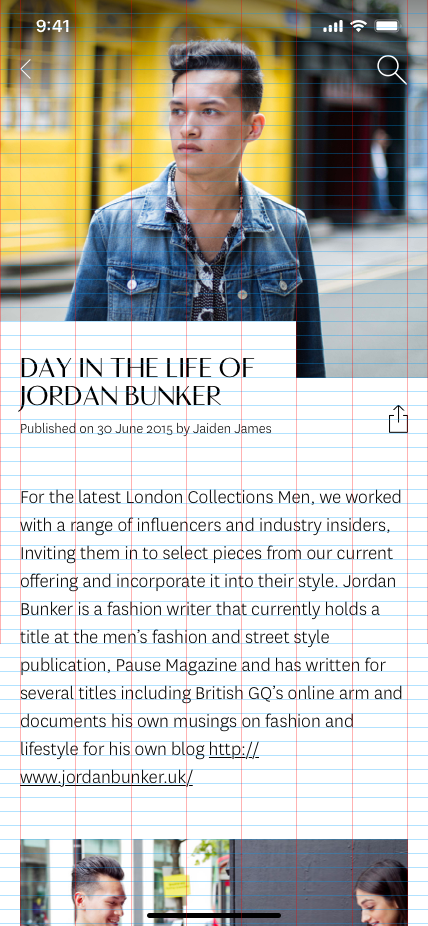 9:41
DAY IN THE LIFE OF
JORDAN BUNKER
Published on 30 June 2015 by Jaiden James
For the latest London Collections Men, we worked
with a range of influencers and industry insiders,
Inviting them in to select pieces from our current
offering and incorporate it into their style. Jordan
Bunker is a fashion writer that currently holds a
title at the men’s fashion and street style
publication, Pause Magazine and has written for
several titles including British GQ’s online arm and
documents his own musings on fashion and
lifestyle for his own blog http://
www.jordanbunker.uk/